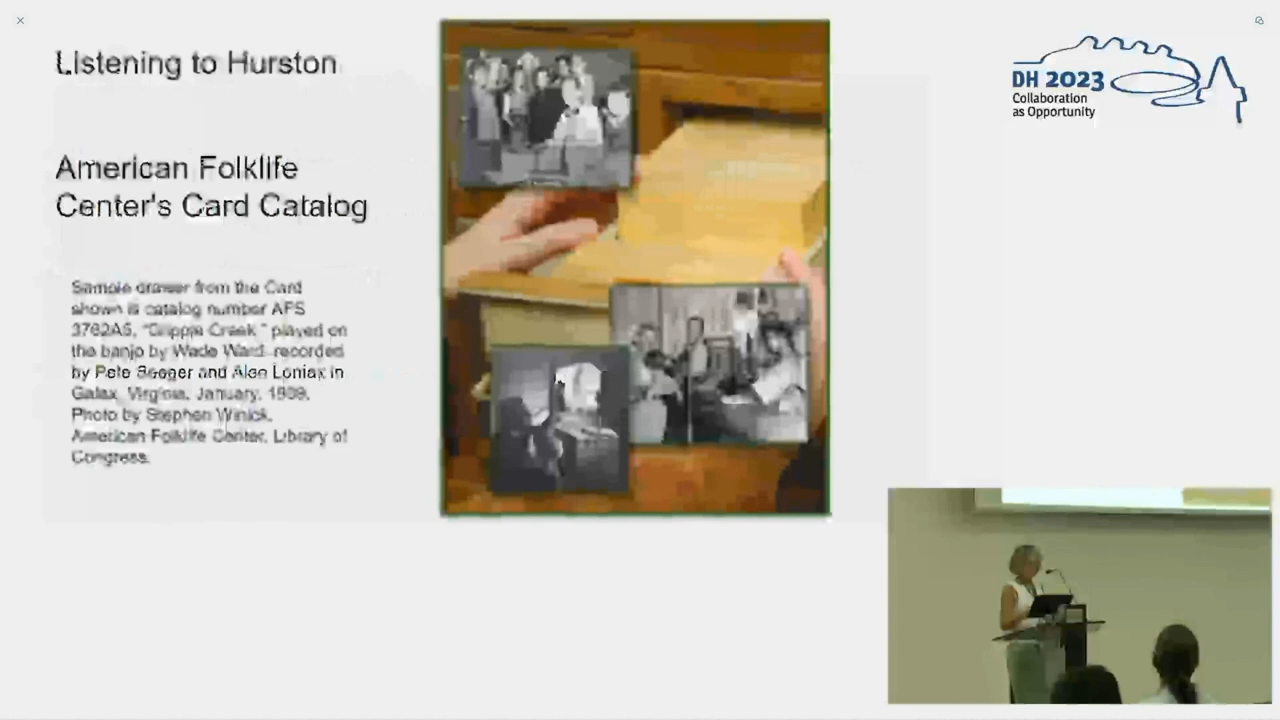 Listening to Hurston
American Folklife
Center's Card Catalog
Sample drawer from the Card
shown is catalog number AFS
3762A5, "Cripple Creek," played on
the banjo by Wade Ward, recorded
by Pete Seeger and Alan Lomax in
Galax, Virginia, January, 1939.
Photo by Stephen Winick,
American Folklife Center, Library of
Congress.
DH 2023
Collaboration
as Opportunity